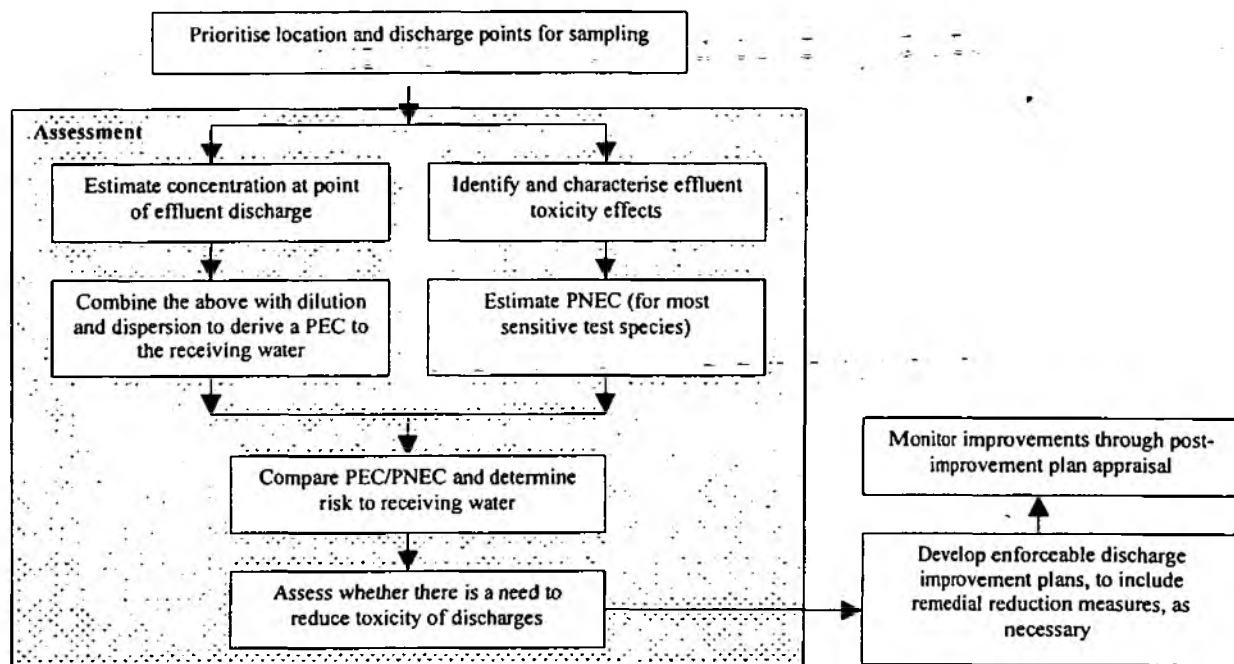 Prioritise location and discharge points for sampling
Assessment
Estimate concentration at point
of effluent discharge
Identify and characterise effluent
toxicity effects
Combine the above with dilution
and dispersion to derive a PEC to
the receiving water
Estimate PNEC (for most
sensitive test species)
Compare PEC/PNEC and determine
risk to receiving water
Assess whether there is a need to
reduce toxicity of discharges
Monitor improvements through post-
improvement plan appraisal
Develop enforceable discharge
improvement plans, to include
remedial reduction measures, as
necessary